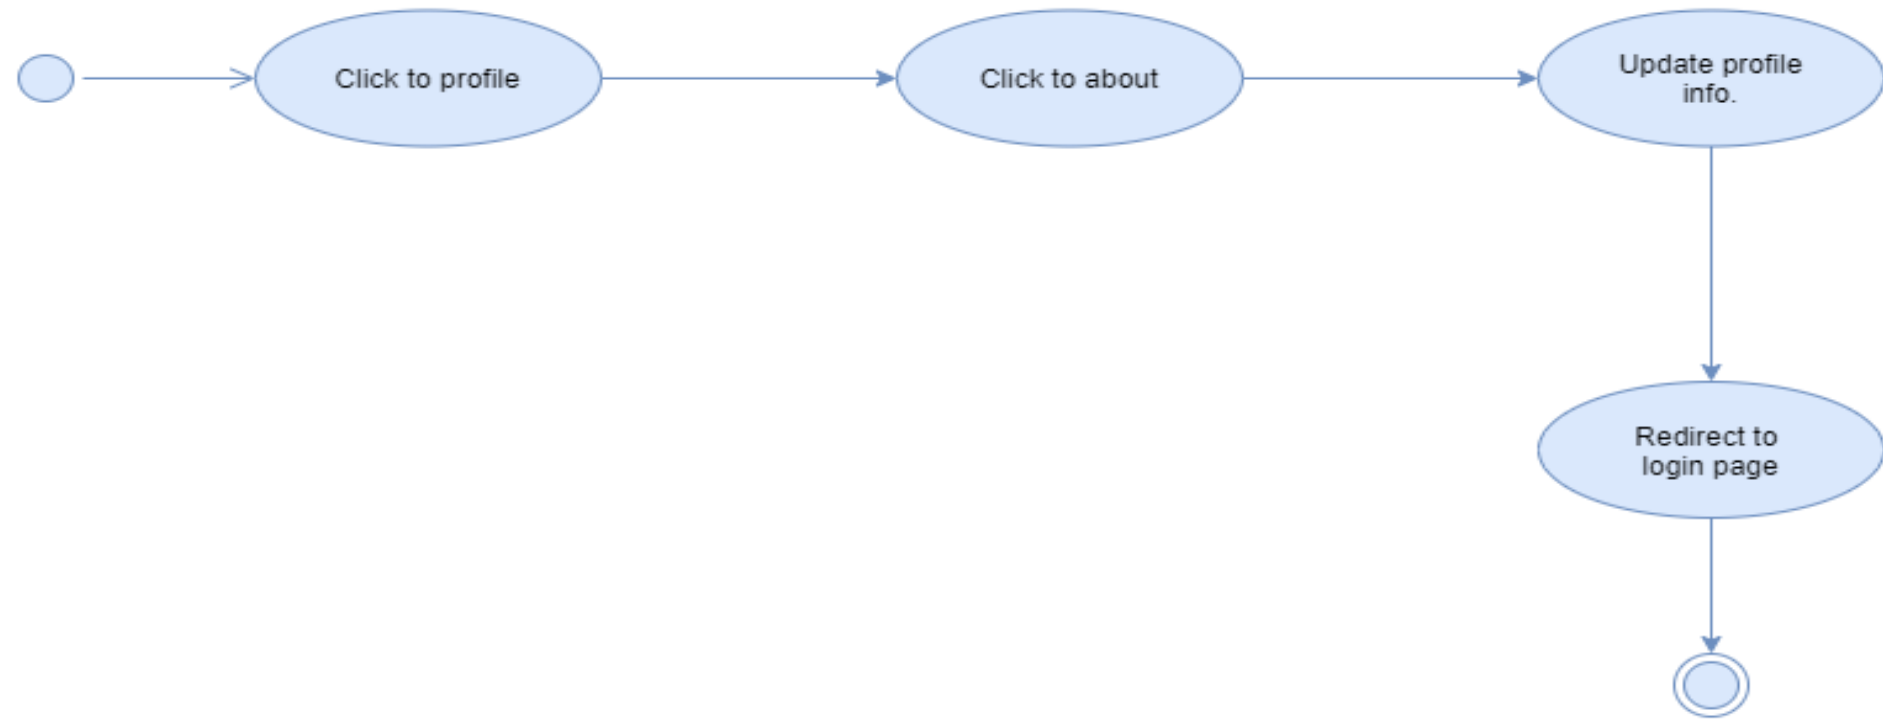 Click to profile
Click to about
Update profile
info.
Redirect to
login page